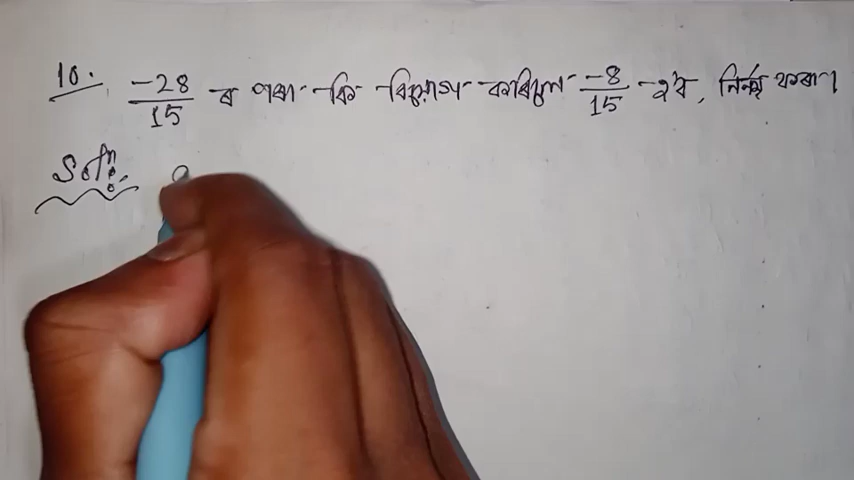 10. -28/15 ৰ পৰা কি বিয়োগ কৰিলে -8/15 হ'ব, নিৰ্ণয় কৰা।
Solⁿ: